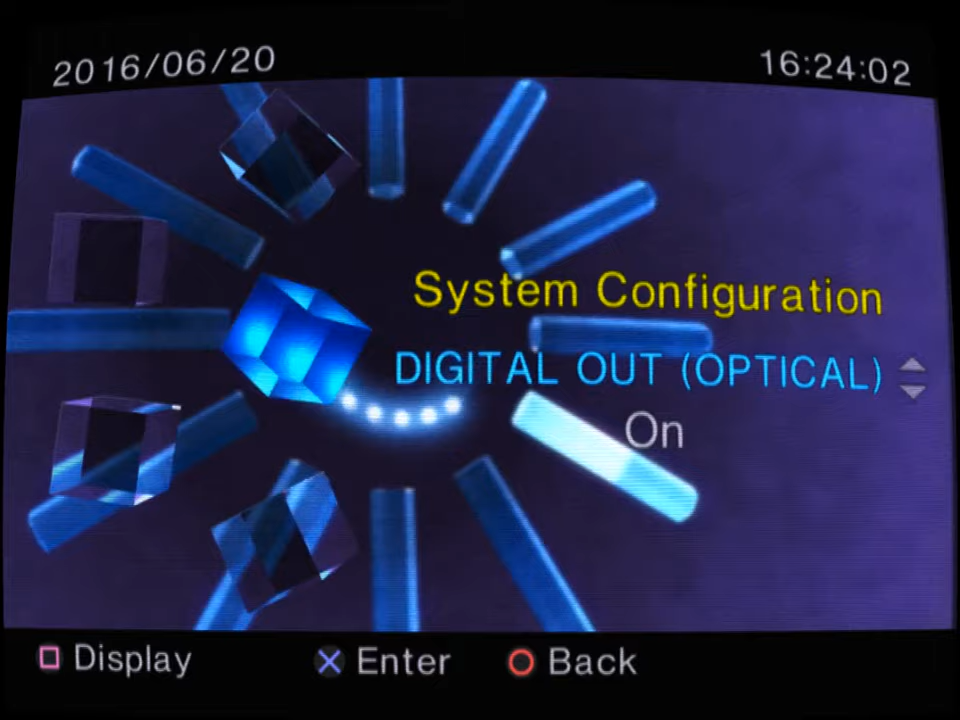 2016/06/20
16:24:02
System Configuration
DIGITAL OUT (OPTICAL)
On
Display
Enter
Back